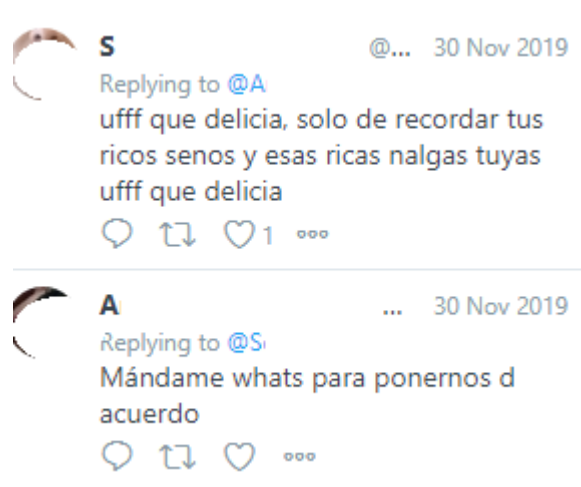 S @... 30 Nov 2019
Replying to @A
ufff que delicia, solo de recordar tus
ricos senos y esas ricas nalgas tuyas
ufff que delicia
1
A ... 30 Nov 2019
Replying to @S
Mándame whats para ponernos d
acuerdo